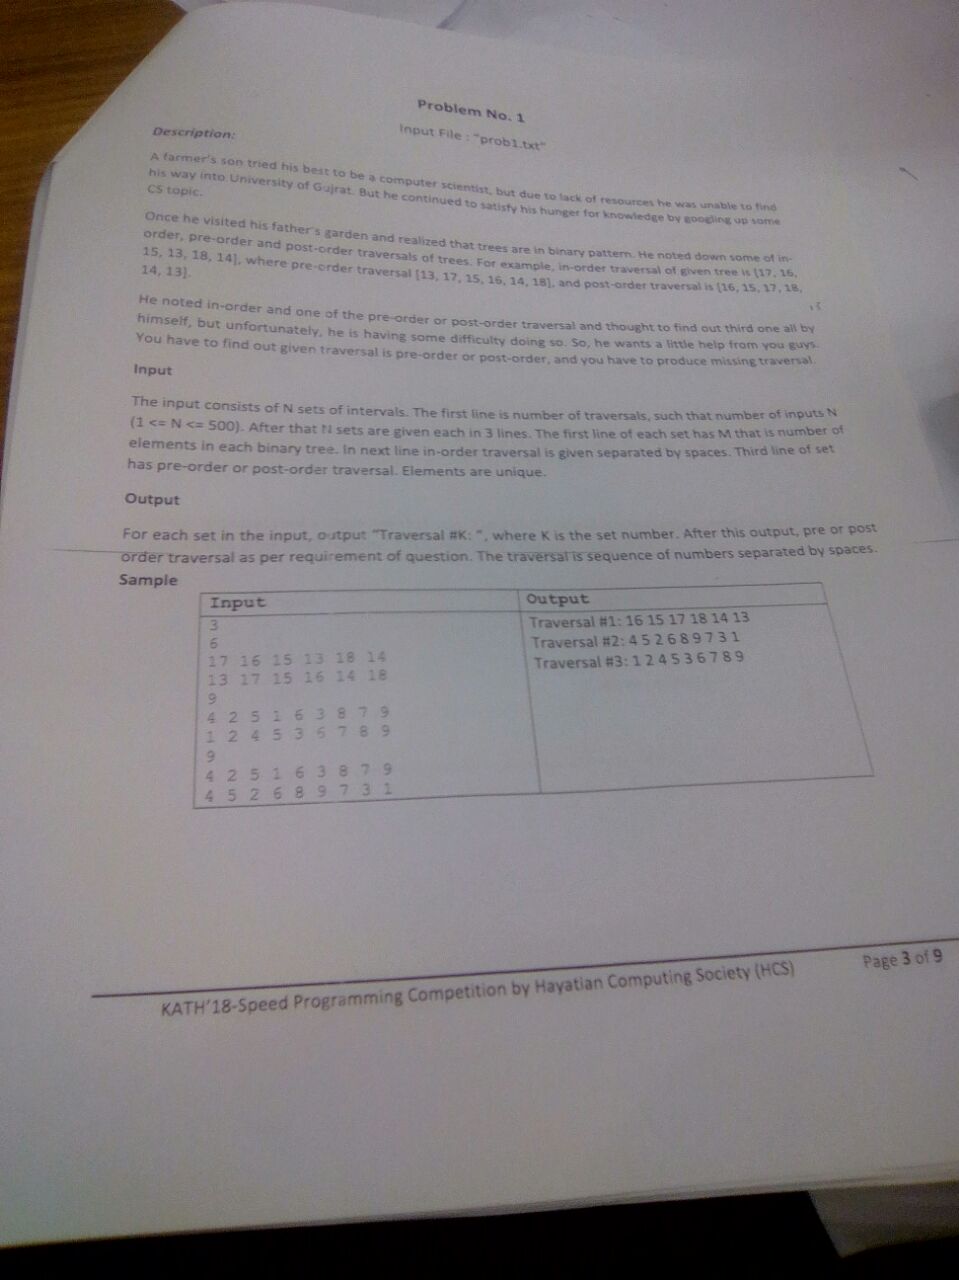 Problem No. 1
Input File : "prob1.txt"
Description:
A farmer's son tried his best to be a computer scientist, but due to lack of resources he was unable to find
his way into University of Gujrat. But he continued to satisfy his hunger for knowledge by googling up some
CS topic.
Once he visited his father's garden and realized that trees are in binary pattern. He noted down some of in-
order, pre-order and post-order traversals of trees. For example, in-order traversal of given tree is [17, 16,
15, 13, 18, 14], where pre-order traversal [13, 17, 15, 16, 14, 18], and post-order traversal is [16, 15, 17, 18,
14, 13].
He noted in-order and one of the pre-order or post-order traversal and thought to find out third one all by
himself, but unfortunately, he is having some difficulty doing so. So, he wants a little help from you guys.
You have to find out given traversal is pre-order or post-order, and you have to produce missing traversal.
Input
The input consists of N sets of intervals. The first line is number of traversals, such that number of inputs N
(1 <= N <= 500). After that N sets are given each in 3 lines. The first line of each set has M that is number of
elements in each binary tree. In next line in-order traversal is given separated by spaces. Third line of set
has pre-order or post-order traversal. Elements are unique.
Output
For each set in the input, output "Traversal #K: ", where K is the set number. After this output, pre or post
order traversal as per requirement of question. The traversal is sequence of numbers separated by spaces.
Sample
Input
3
6
17 16 15 13 18 14
13 17 15 16 14 18
9
4 2 5 1 6 3 8 7 9
1 2 4 5 3 6 7 8 9
9
4 2 5 1 6 3 8 7 9
4 5 2 6 8 9 7 3 1
Output
Traversal #1: 16 15 17 18 14 13
Traversal #2: 4 5 2 6 8 9 7 3 1
Traversal #3: 1 2 4 5 3 6 7 8 9
KATH'18-Speed Programming Competition by Hayatian Computing Society (HCS)
Page 3 of 9